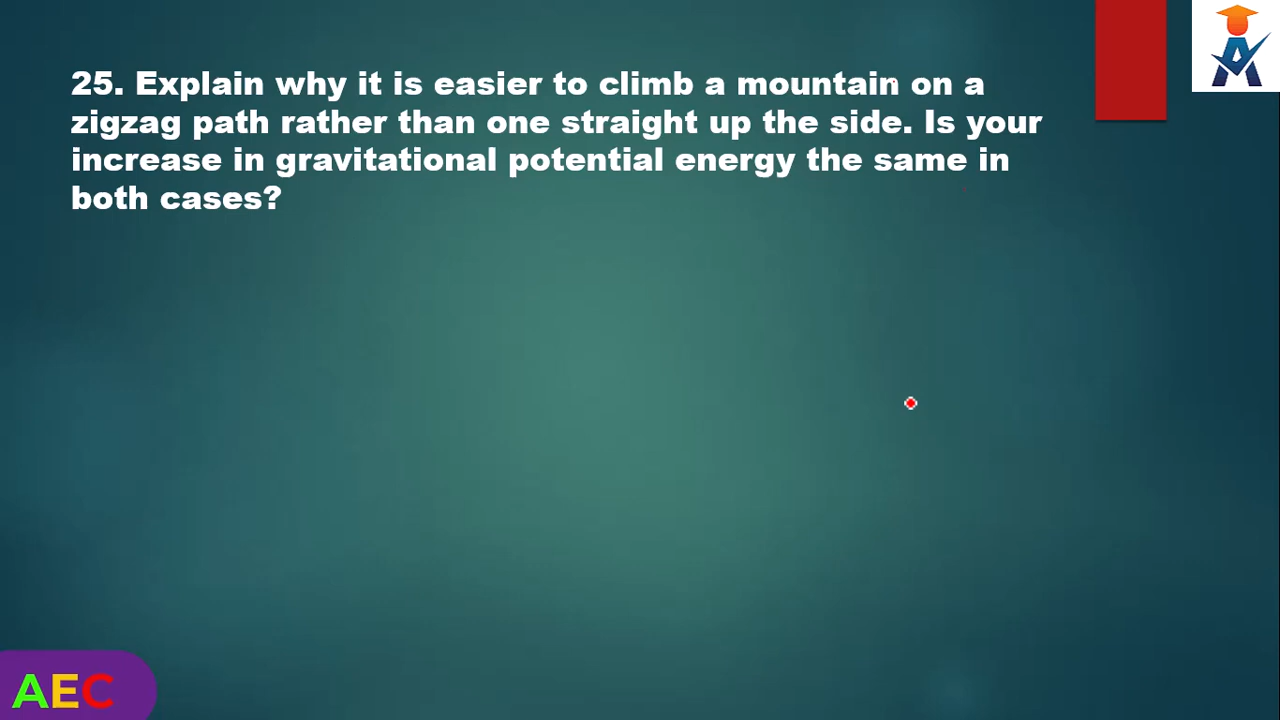 25. Explain why it is easier to climb a mountain on a
zigzag path rather than one straight up the side. Is your
increase in gravitational potential energy the same in
both cases?
AEC